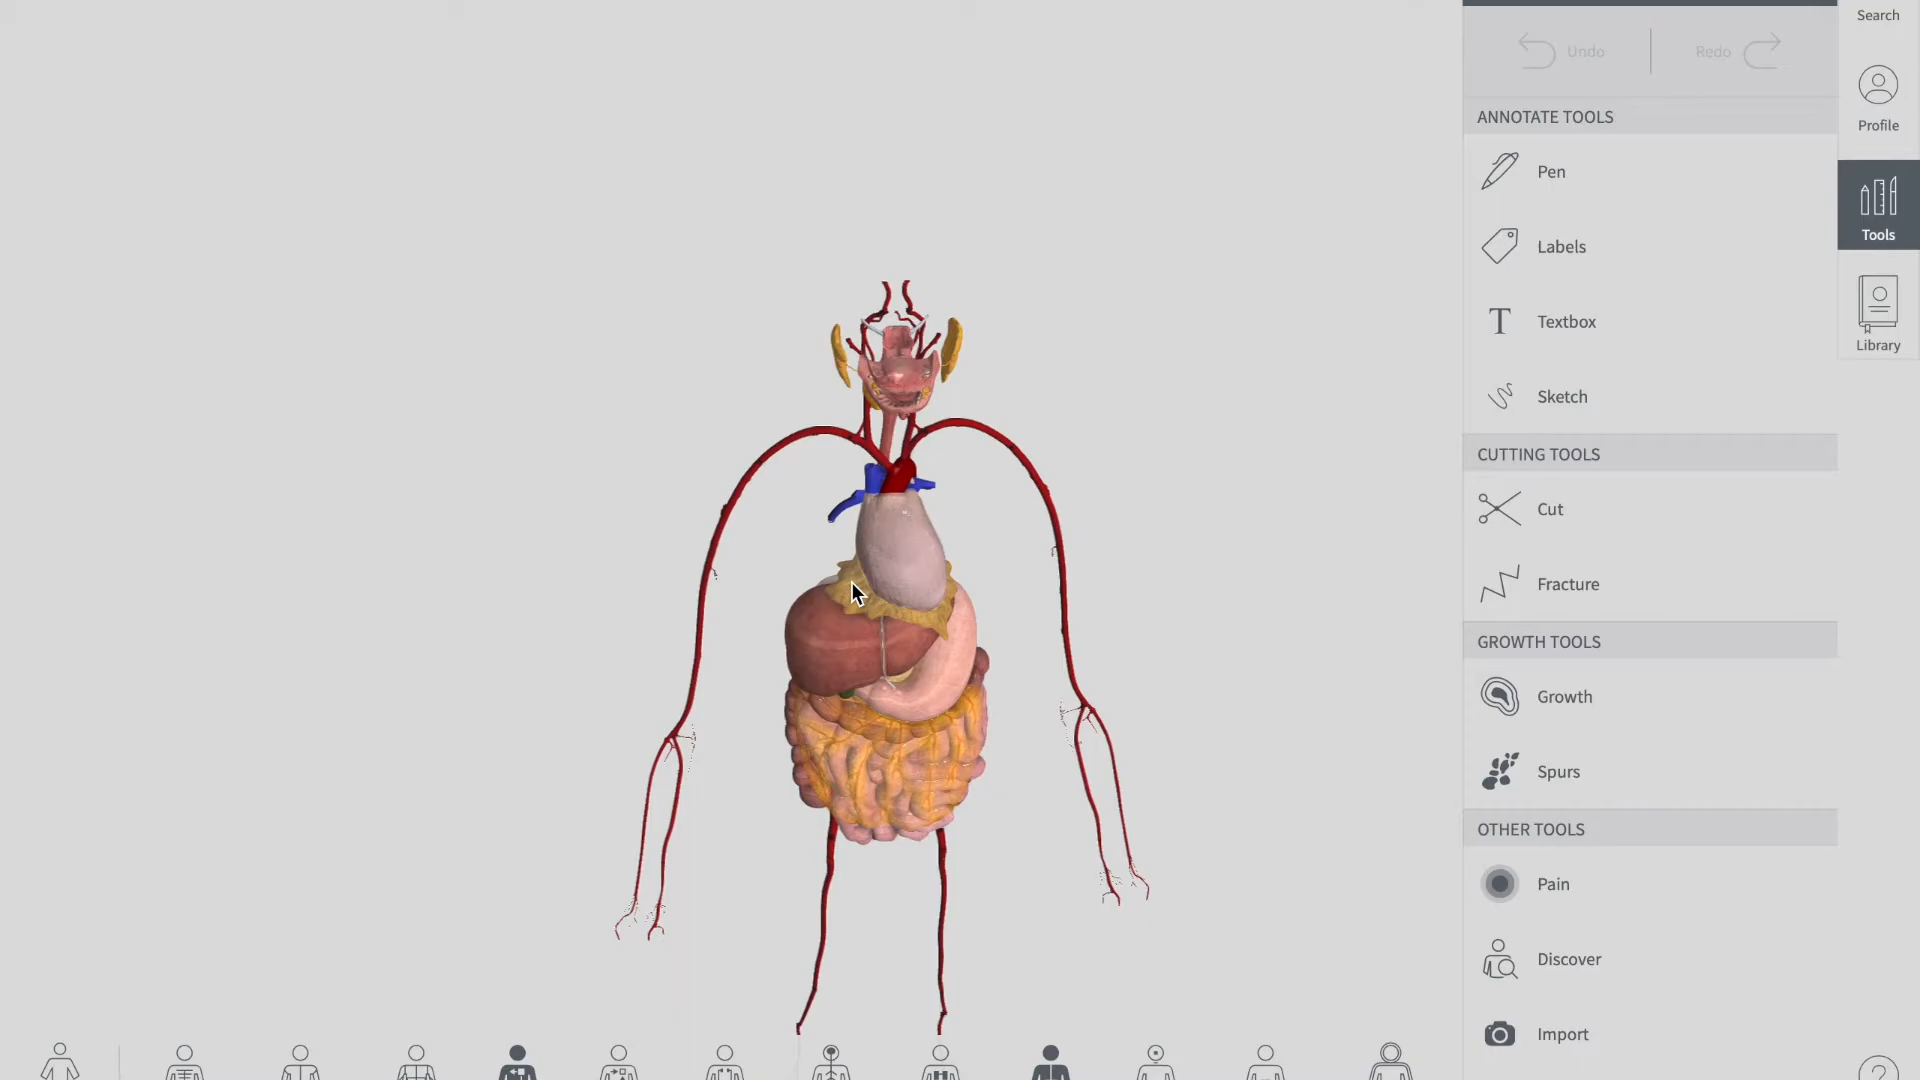 Search
Undo
Redo
Profile
ANNOTATE TOOLS
Pen
Tools
Labels
Textbox
Library
Sketch
CUTTING TOOLS
Cut
Fracture
GROWTH TOOLS
Growth
Spurs
OTHER TOOLS
Pain
Discover
Import
?